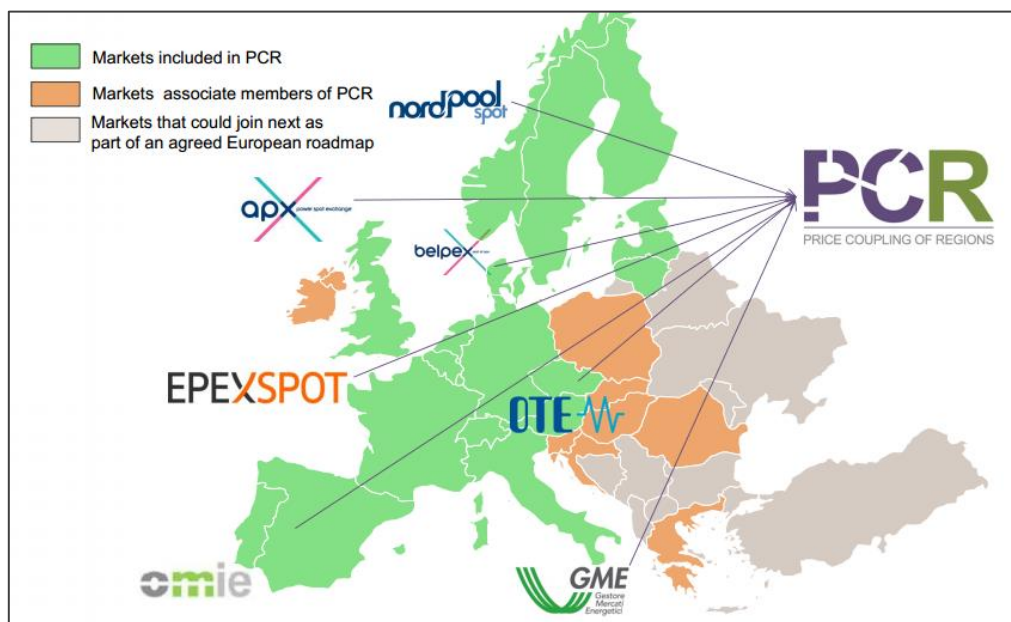 Markets included in PCR
Markets associate members of PCR
Markets that could join next as
part of an agreed European roadmap
nordpool
spot
PCR
PRICE COUPLING OF REGIONS
apx power spot exchange
belpex
EPEXSPOT
OTE
omie
GME
Gestore
Mercati
Energetici